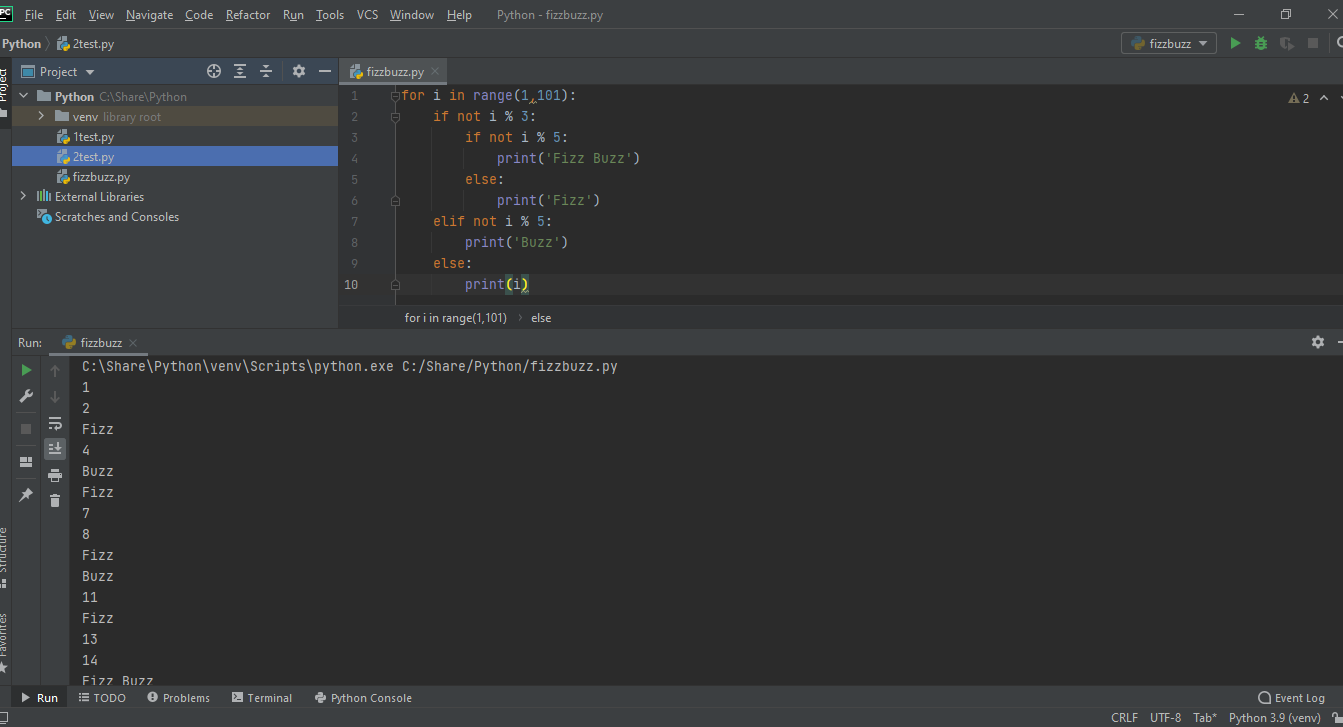 PC File Edit View Navigate Code Refactor Run Tools VCS Window Help Python - fizzbuzz.py
Python 2test.py fizzbuzz
Project
Project fizzbuzz.py
Python C:\Share\Python
venv library root
1test.py
2test.py
fizzbuzz.py
External Libraries
Scratches and Consoles
1 for i in range(1,101):
2 if not i % 3:
3 if not i % 5:
4 print('Fizz Buzz')
5 else:
6 print('Fizz')
7 elif not i % 5:
8 print('Buzz')
9 else:
10 print(i)
2
for i in range(1,101) else
Run: fizzbuzz
C:\Share\Python\venv\Scripts\python.exe C:/Share/Python/fizzbuzz.py
1
2
Fizz
4
Buzz
Fizz
7
8
Fizz
Buzz
11
Fizz
13
14
Fizz Buzz
Structure
Favorites
Run TODO Problems Terminal Python Console Event Log
CRLF UTF-8 Tab* Python 3.9 (venv)